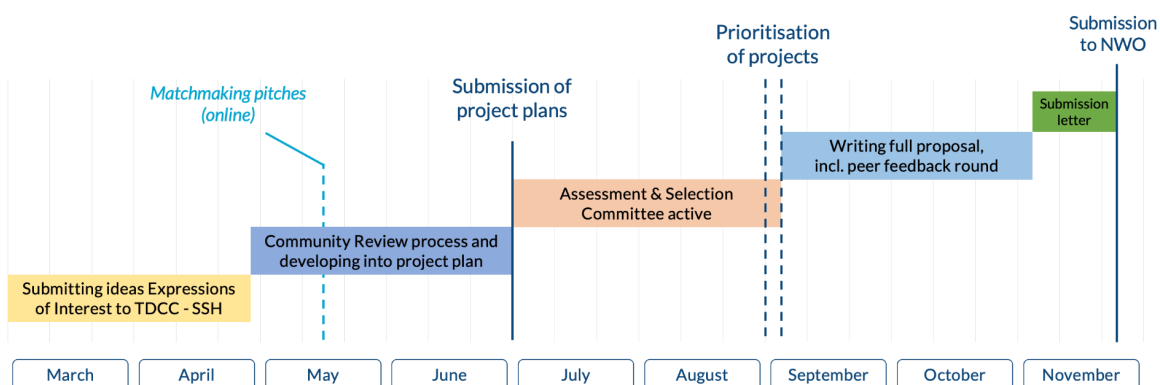 Submission
to NWO
Prioritisation
of projects
Matchmaking pitches
(online)
Submission of
project plans
Submission
letter
Writing full proposal,
incl. peer feedback round
Assessment & Selection
Committee active
Community Review process and
developing into project plan
Submitting ideas Expressions
of Interest to TDCC - SSH
March
April
May
June
July
August
September
October
November